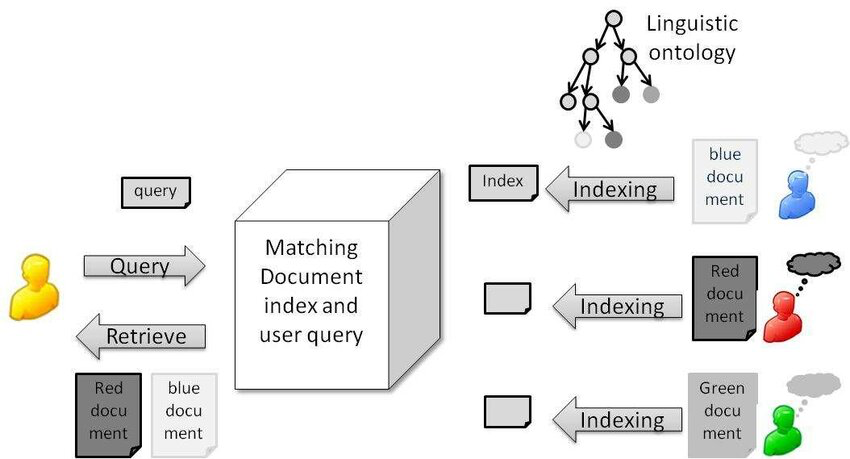 Linguistic
ontology
query
Index
Indexing
blue
docu
ment
Query
Matching
Document
index and
user query
Indexing
Red
docu
ment
Retrieve
Red
docu
ment
blue
docu
ment
Indexing
Green
docu
ment